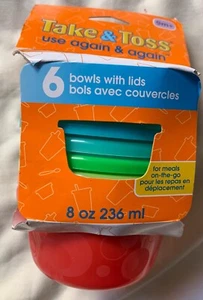 Take & Toss
use again & again
6 bowls with lids
bols avec couvercles
for meals
on-the-go
pour les repas en
déplacement
8 oz 236 ml